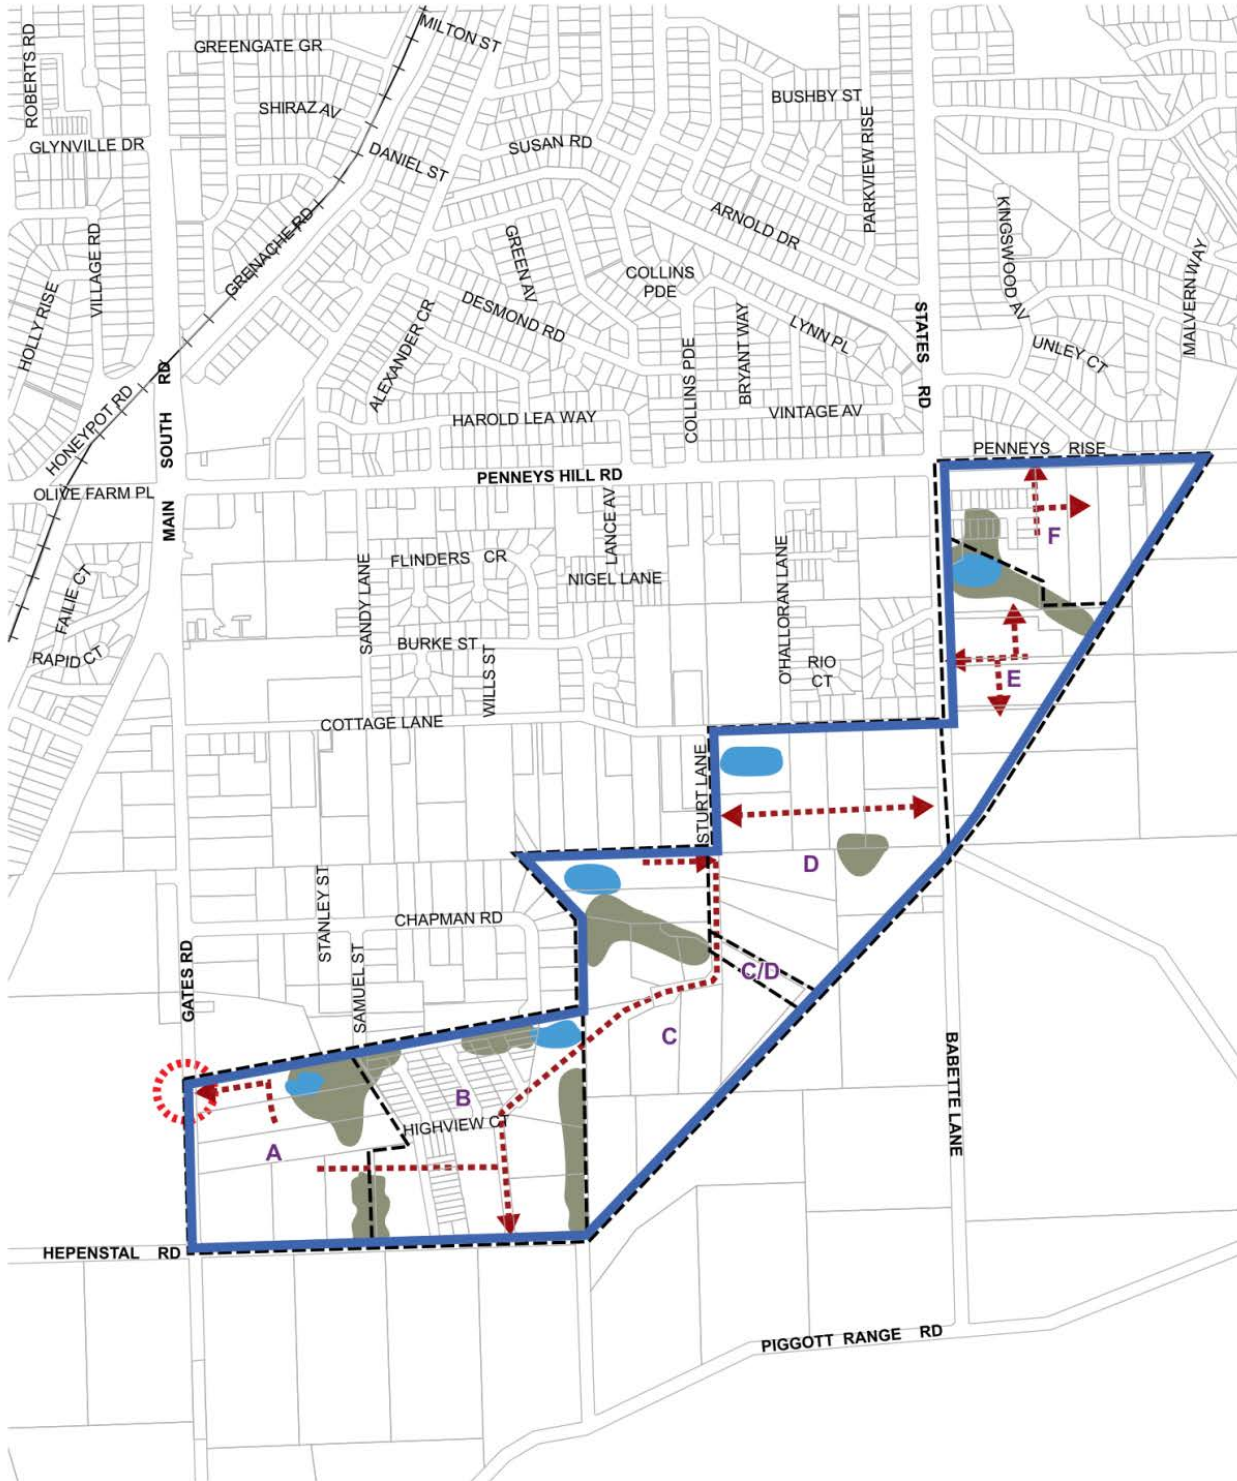 MILTON ST
ROBERTS RD
GREENGATE GR
SHIRAZ AV
BUSHBY ST
PARKVIEW RISE
GLYNVILLE DR
DANIEL ST
SUSAN RD
VILLAGE RD
GRENACHE RD
ARNOLD DR
KINGSWOOD AV
MALVERN WAY
HOLLY RISE
GREEN AV
COLLINS
PDE
DESMOND RD
ALEXANDER CR
BRYANT WAY
LYNN PL
STATES RD
UNLEY CT
HONEYPOT RD
MAIN SOUTH RD
HAROLD LEA WAY
COLLINS PDE
VINTAGE AV
PENNEYS RISE
PENNEYS HILL RD
OLIVE FARM PL
LANCE AV
F
FLINDERS CR
NIGEL LANE
SANDY LANE
O'HALLORAN LANE
FAILIE CT
RAPID CT
BURKE ST
WILLS ST
RIO
CT
E
COTTAGE LANE
STURT LANE
D
STANLEY ST
CHAPMAN RD
SAMUEL ST
GATES RD
C/D
C
B
HIGHVIEW CT
A
BABETTE LANE
HEPENSTAL RD
PIGGOTT RANGE RD